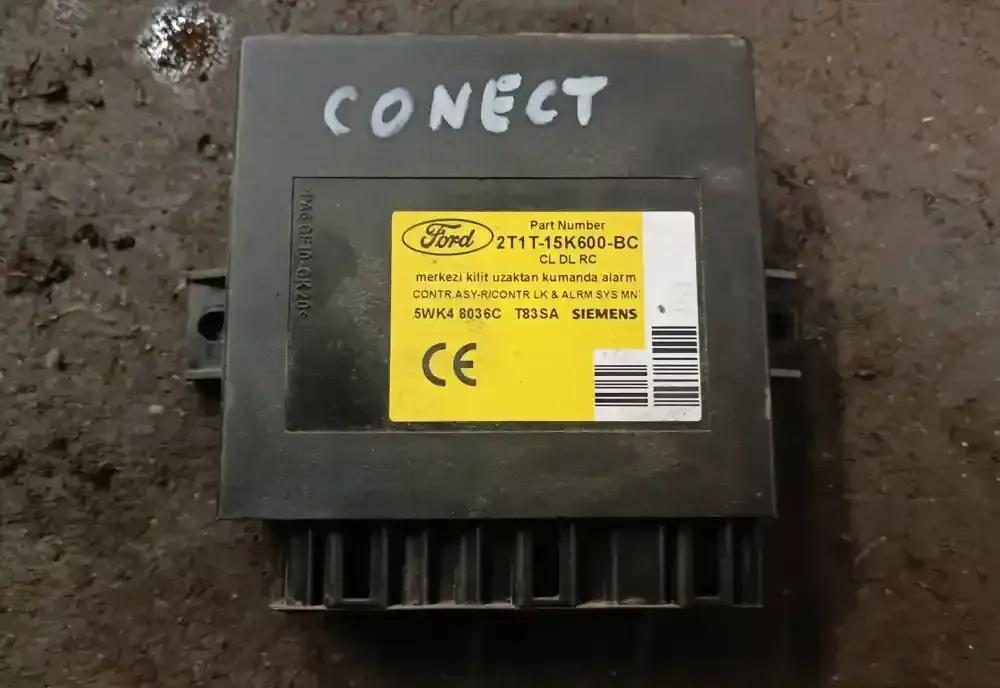 CONECT
Ford
Part Number
2T1T-15K600-BC
CL DL RC
merkezi kilit uzaktan kumanda alarm
CONTR.ASY-R/CONTR LK & ALRM SYS MN'
5WK4 8036C T83SA SIEMENS
CE